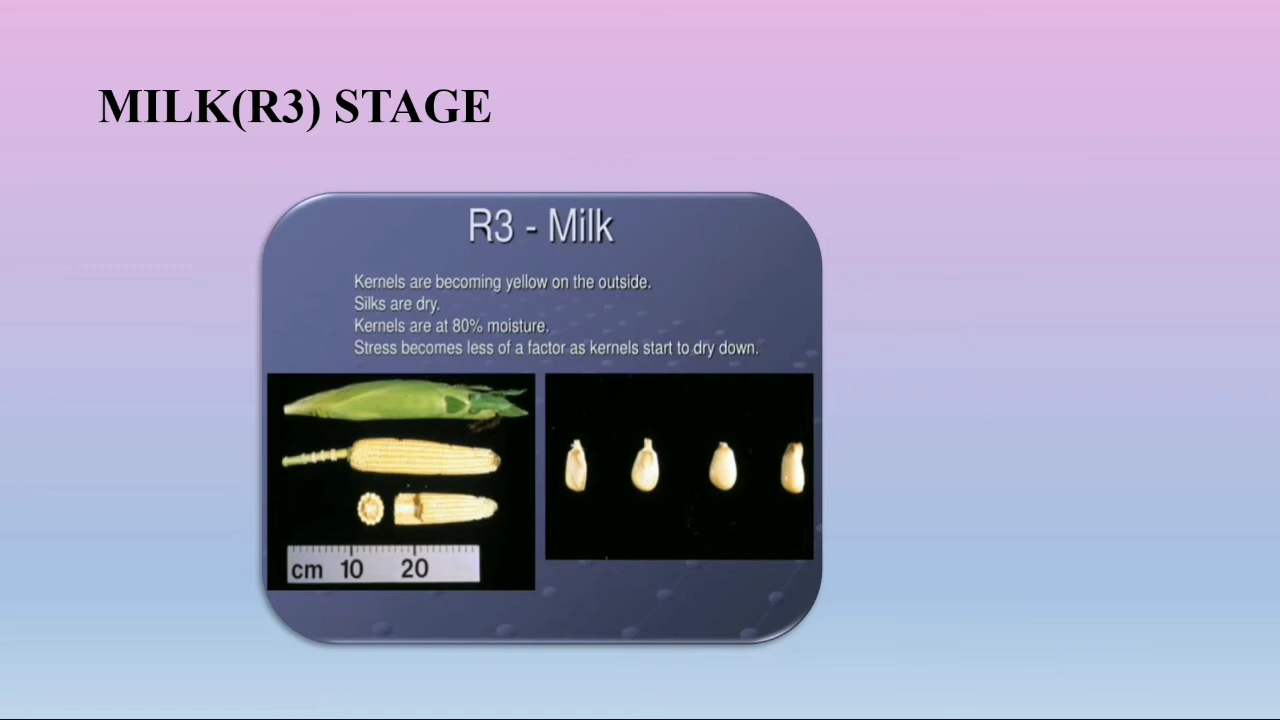 MILK(R3) STAGE
R3 - Milk
Kernels are becoming yellow on the outside.
Silks are dry.
Kernels are at 80% moisture.
Stress becomes less of a factor as kernels start to dry down.
cm 10 20